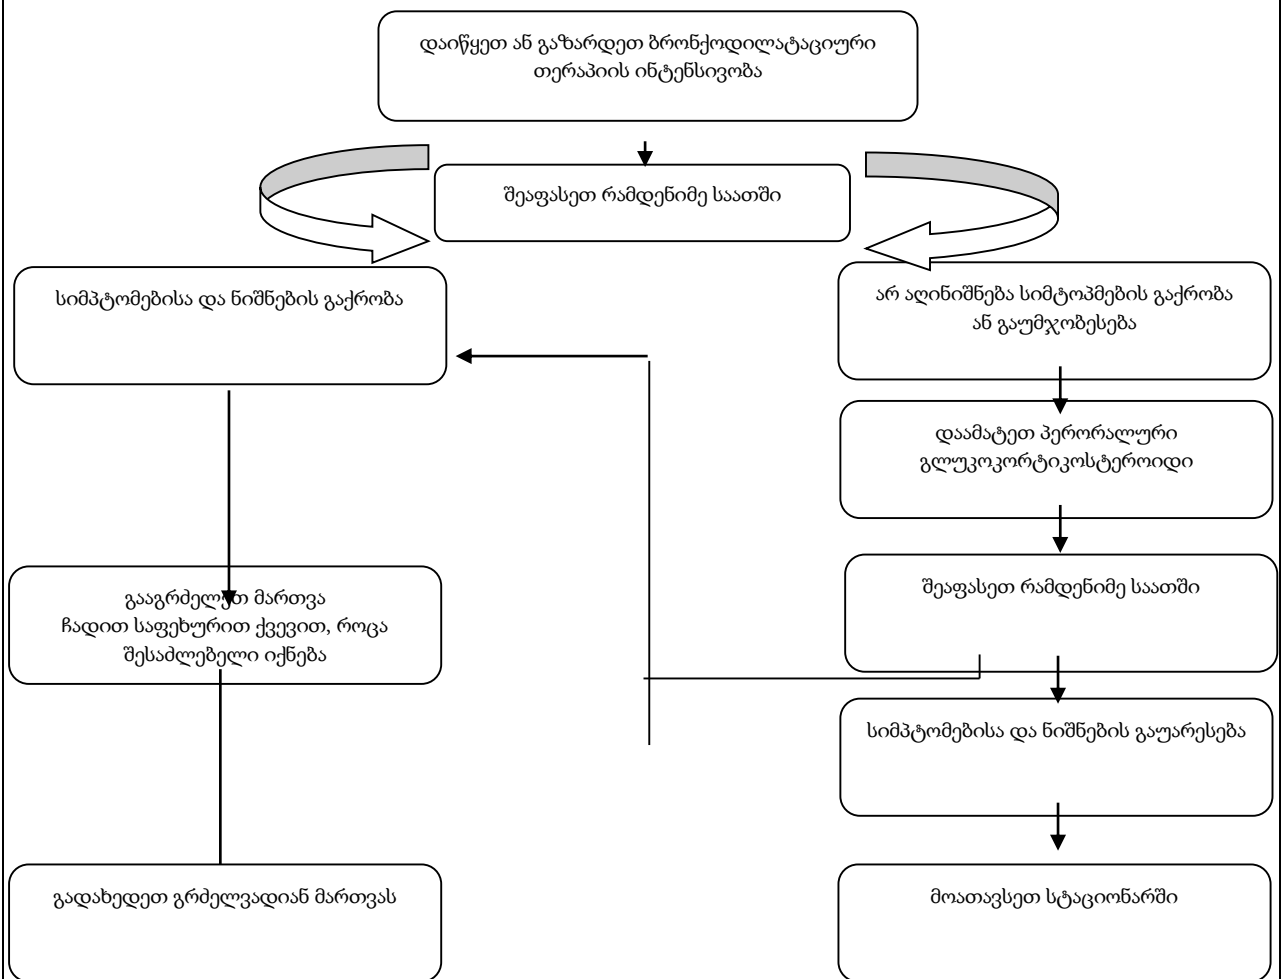 დაიწყეთ ან გაზარდეთ ბრონქოდილატაციური
თერაპიის ინტენსივობა
შეაფასეთ რამდენიმე საათში
სიმპტომებისა და ნიშნების გაქრობა
არ აღინიშნება სიმტოპმების გაქრობა
ან გაუმჯობესება
დაამატეთ პერორალური
გლუკოკორტიკოსტეროიდი
შეაფასეთ რამდენიმე საათში
გააგრძელეთ მართვა
ჩადით საფეხურით ქვევით, როცა
შესაძლებელი იქნება
სიმპტომებისა და ნიშნების გაუარესება
გადახედეთ გრძელვადიან მართვას
მოათავსეთ სტაციონარში